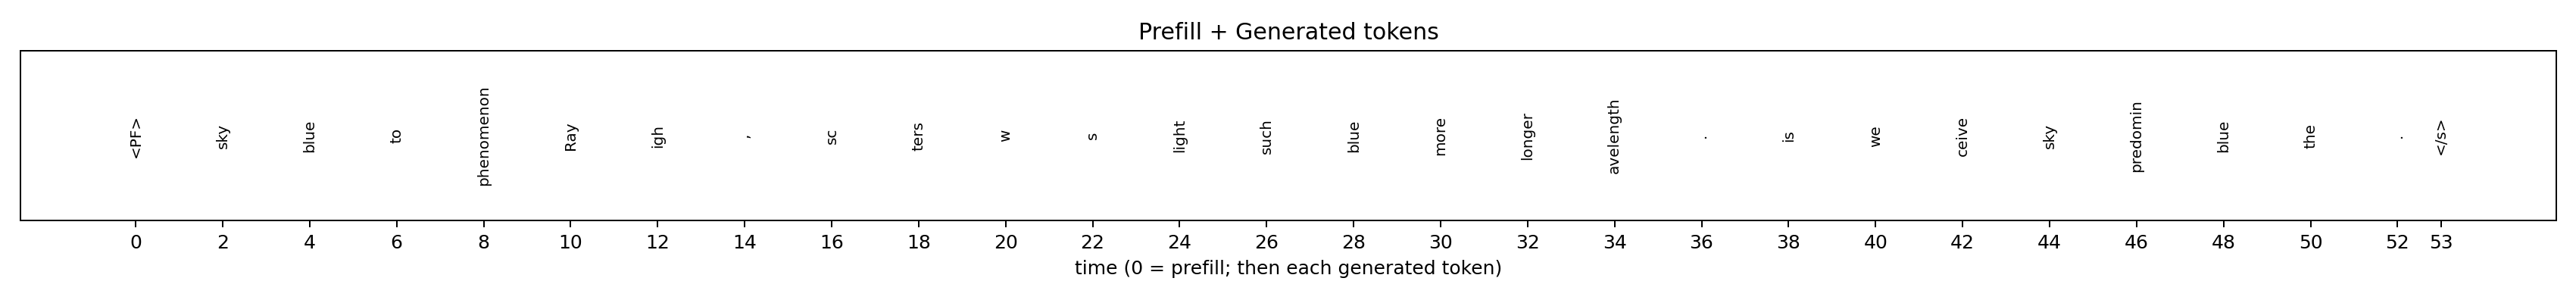 Prefill + Generated tokens
<PF> sky blue to phenomenon Ray igh , sc ters w s light such blue more longer avelength . is we ceive sky predomin blue the . </s>
0 2 4 6 8 10 12 14 16 18 20 22 24 26 28 30 32 34 36 38 40 42 44 46 48 50 52 53
time (0 = prefill; then each generated token)